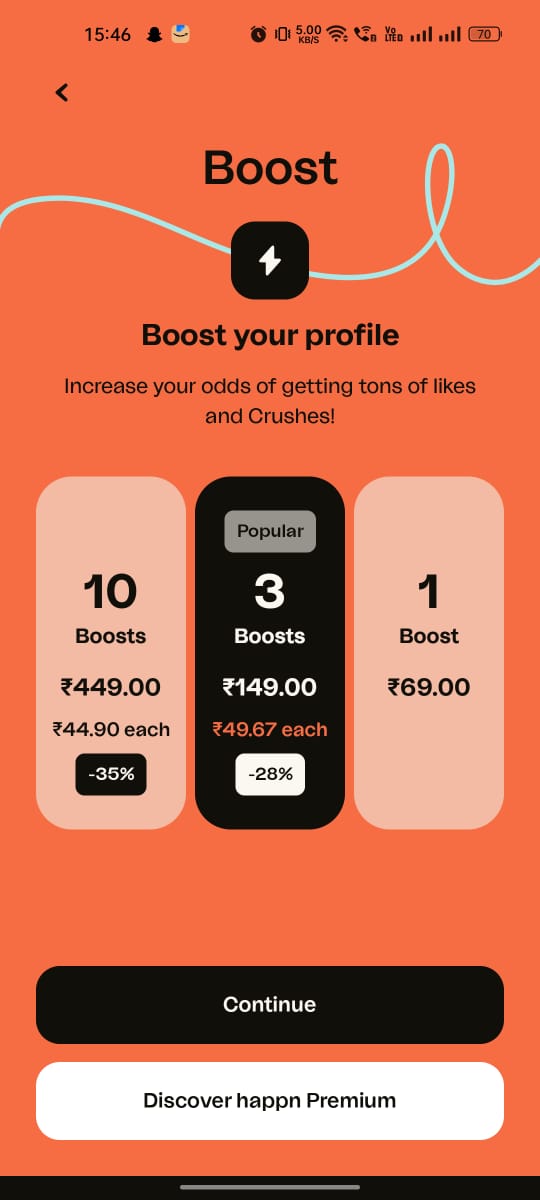 15:46
5.00
KB/S
2
Vo
LTE
70
Boost
Boost your profile
Increase your odds of getting tons of likes
and Crushes!
10
Boosts
₹449.00
₹44.90 each
-35%
Popular
3
Boosts
₹149.00
₹49.67 each
-28%
1
Boost
₹69.00
Continue
Discover happn Premium